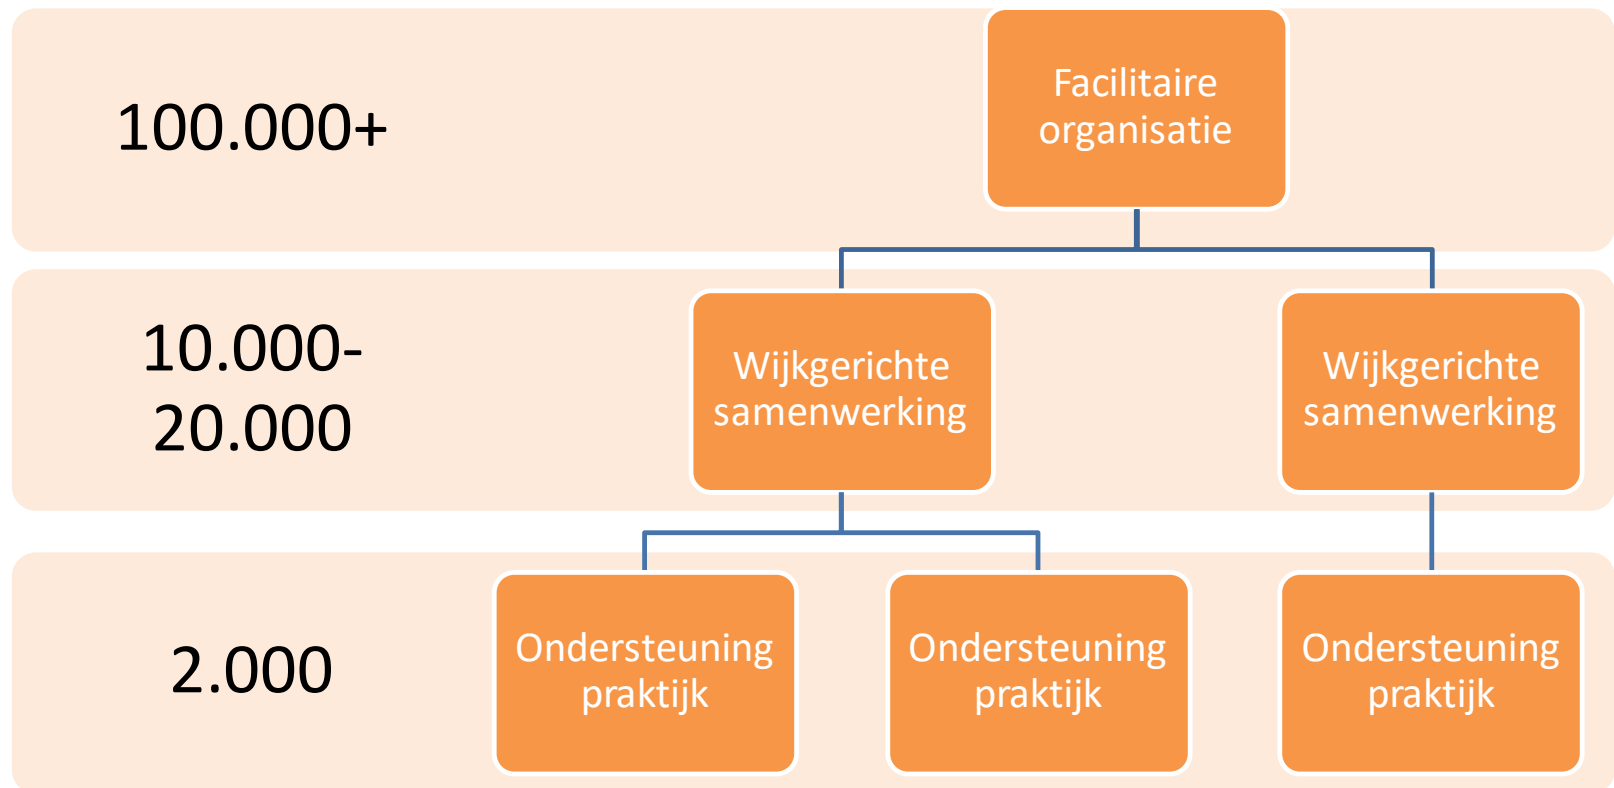 100.000+
Facilitaire
organisatie
10.000-
20.000
Wijkgerichte
samenwerking
Wijkgerichte
samenwerking
2.000
Ondersteuning
praktijk
Ondersteuning
praktijk
Ondersteuning
praktijk